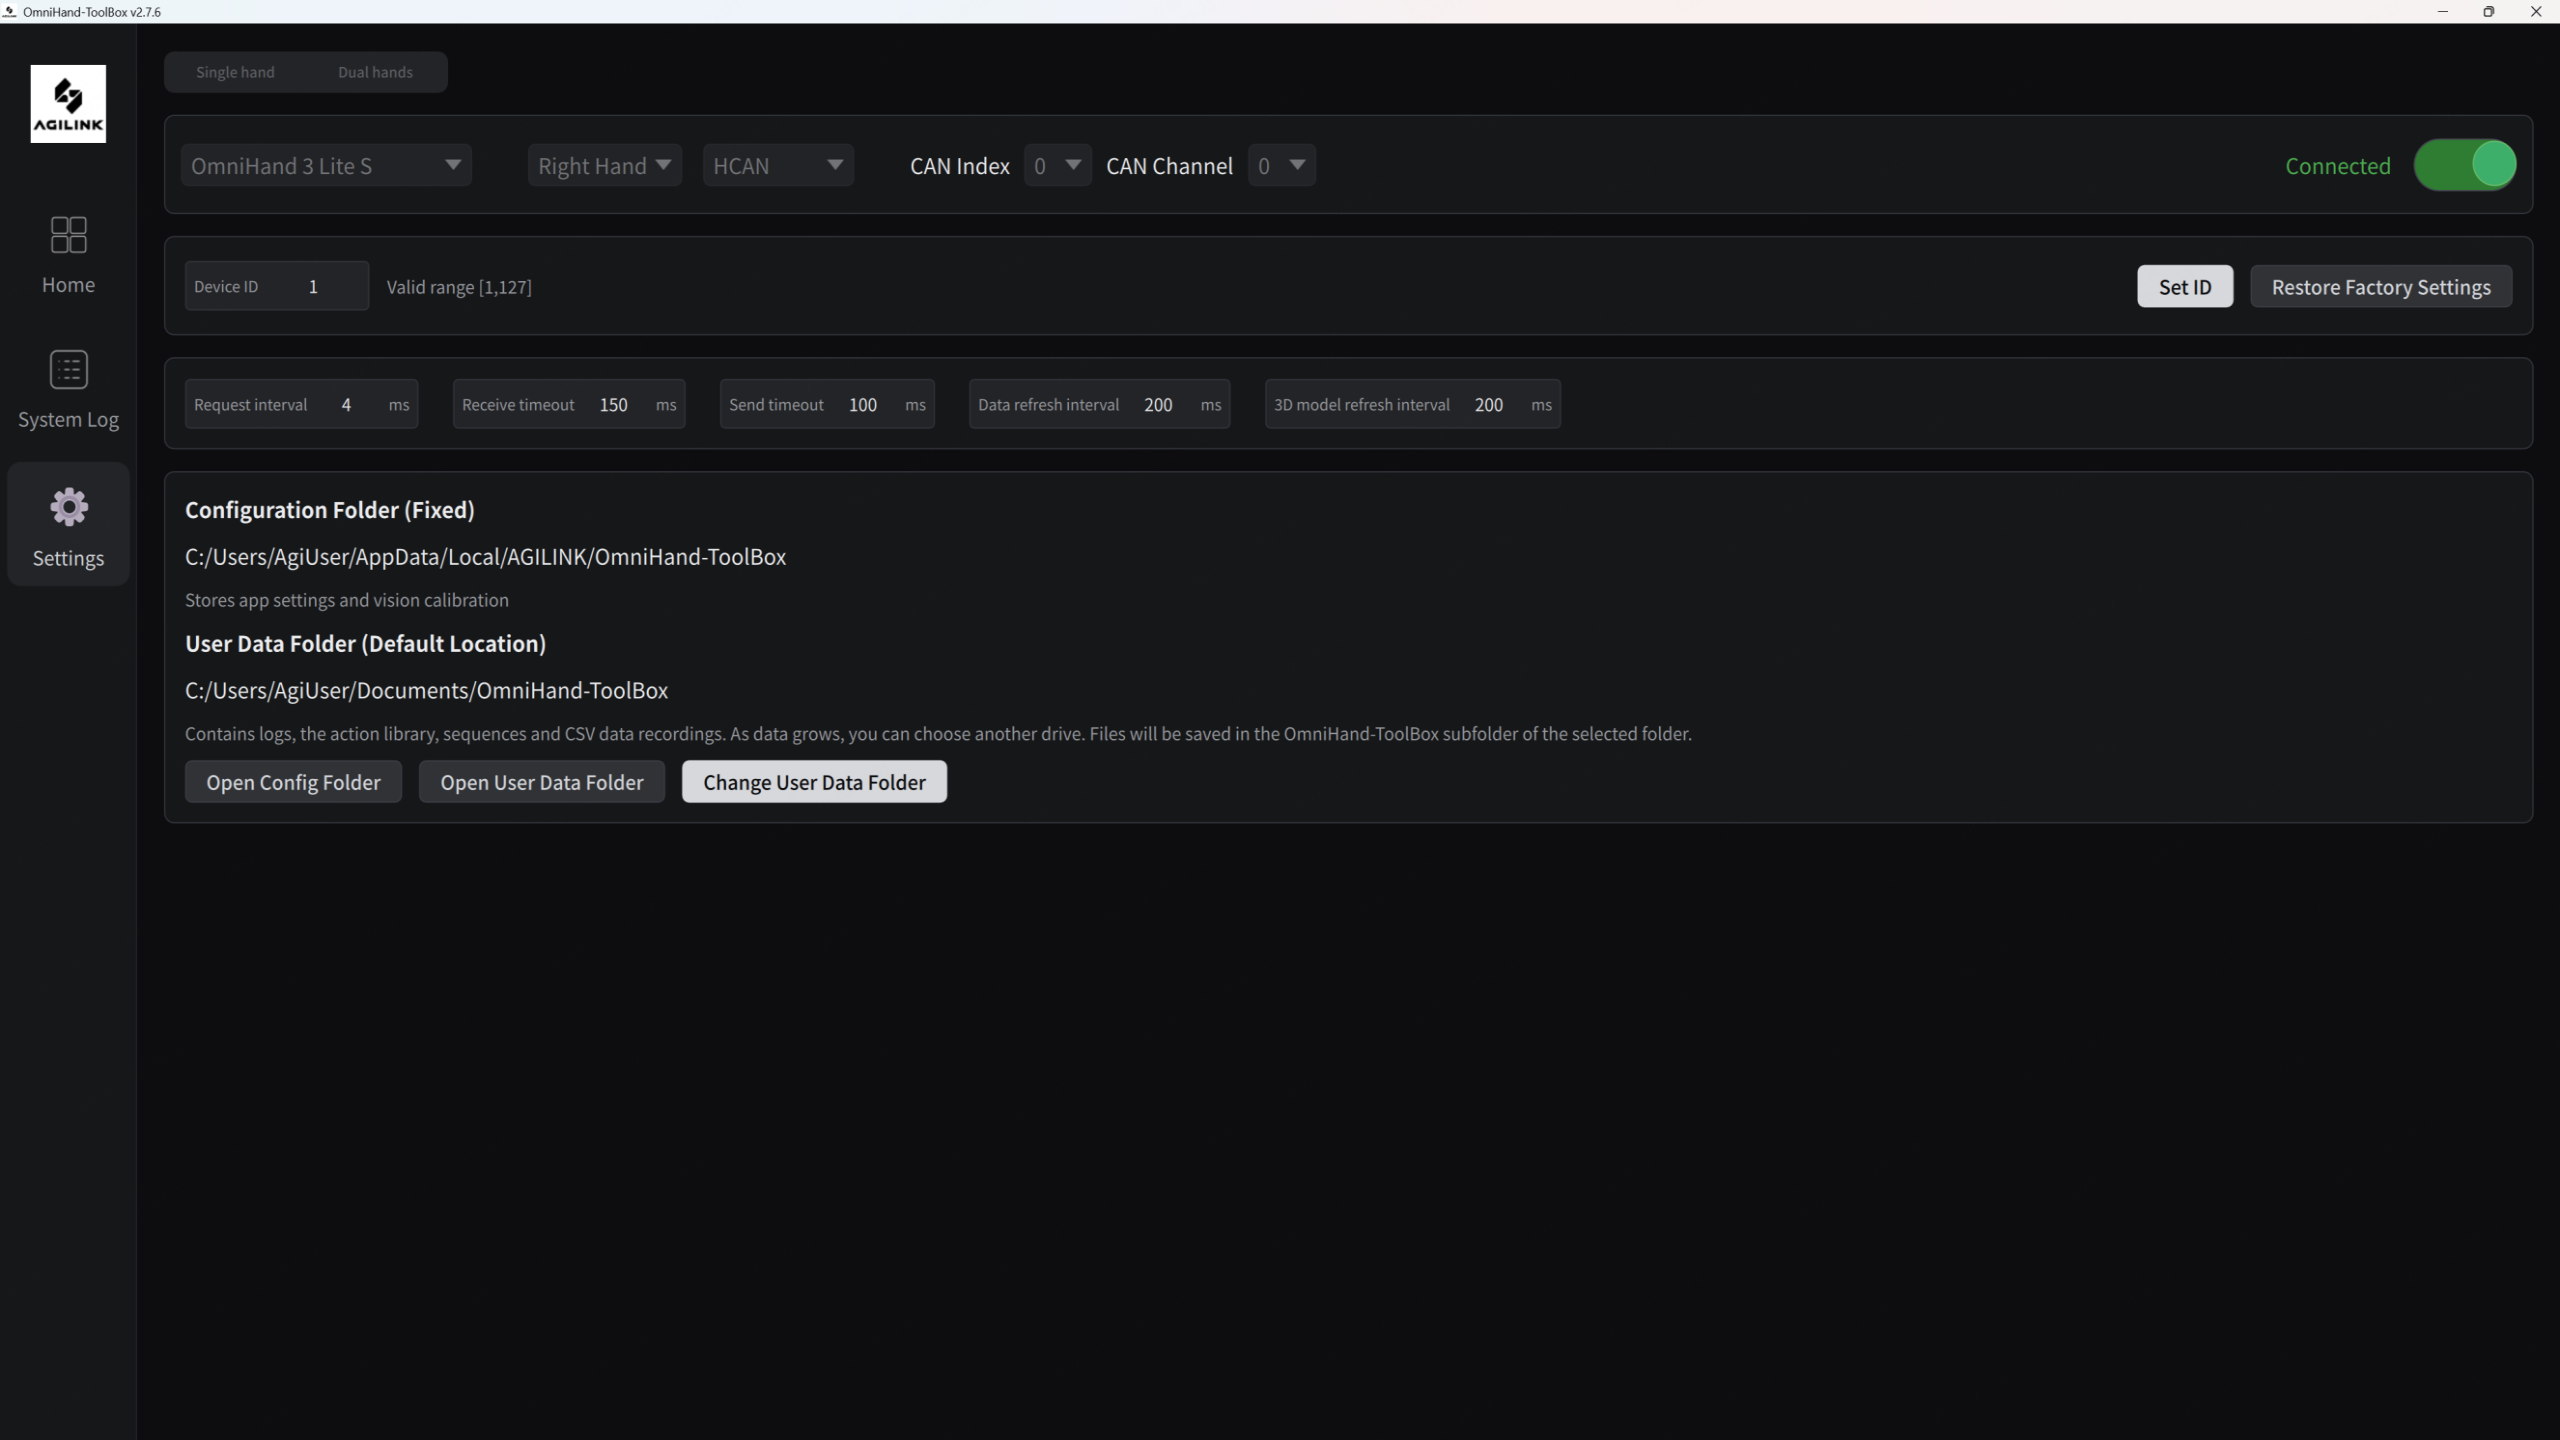 OmniHand-ToolBox v2.7.6
AGILINK
Single hand Dual hands
OmniHand 3 Lite S Right Hand HCAN CAN Index 0 CAN Channel 0 Connected
Home
Device ID 1 Valid range [1,127] Set ID Restore Factory Settings
System Log
Request interval 4 ms Receive timeout 150 ms Send timeout 100 ms Data refresh interval 200 ms 3D model refresh interval 200 ms
Settings
Configuration Folder (Fixed)
C:/Users/AgiUser/AppData/Local/AGILINK/OmniHand-ToolBox
Stores app settings and vision calibration
User Data Folder (Default Location)
C:/Users/AgiUser/Documents/OmniHand-ToolBox
Contains logs, the action library, sequences and CSV data recordings. As data grows, you can choose another drive. Files will be saved in the OmniHand-ToolBox subfolder of the selected folder.
Open Config Folder Open User Data Folder Change User Data Folder